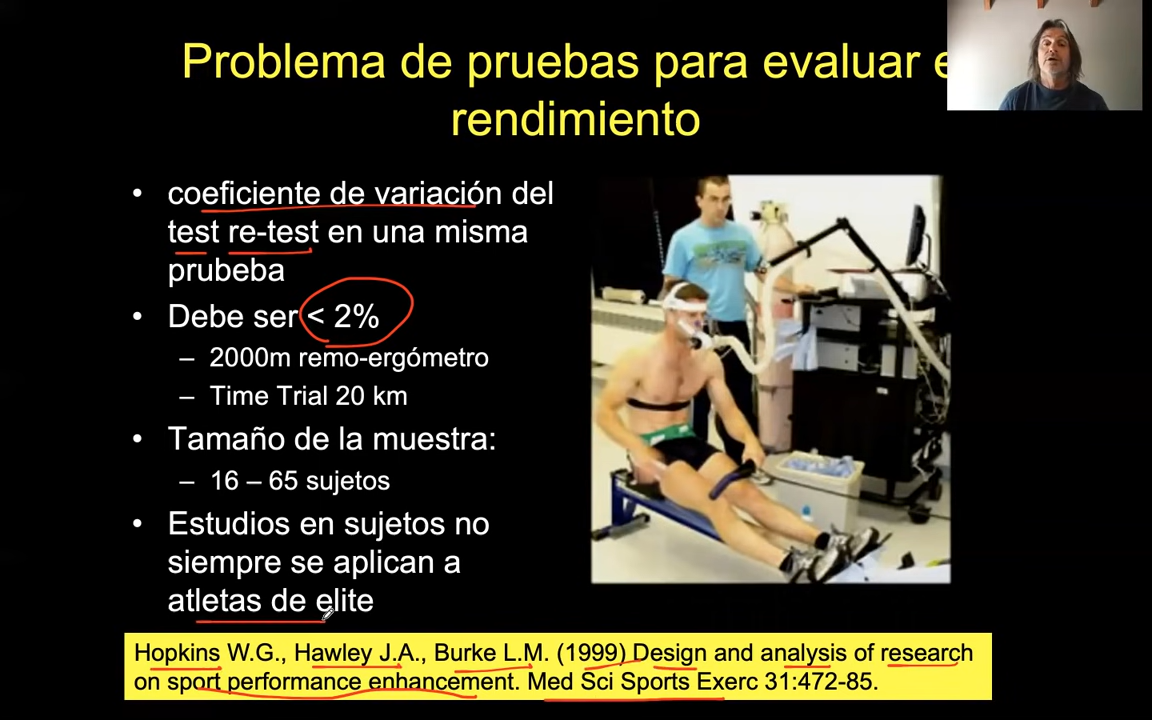 Problema de pruebas para evaluar e
rendimiento
• coeficiente de variación del
test re-test en una misma
prubeba
• Debe ser < 2%
– 2000m remo-ergómetro
– Time Trial 20 km
• Tamaño de la muestra:
– 16 – 65 sujetos
• Estudios en sujetos no
siempre se aplican a
atletas de elite
Hopkins W.G., Hawley J.A., Burke L.M. (1999) Design and analysis of research
on sport performance enhancement. Med Sci Sports Exerc 31:472-85.